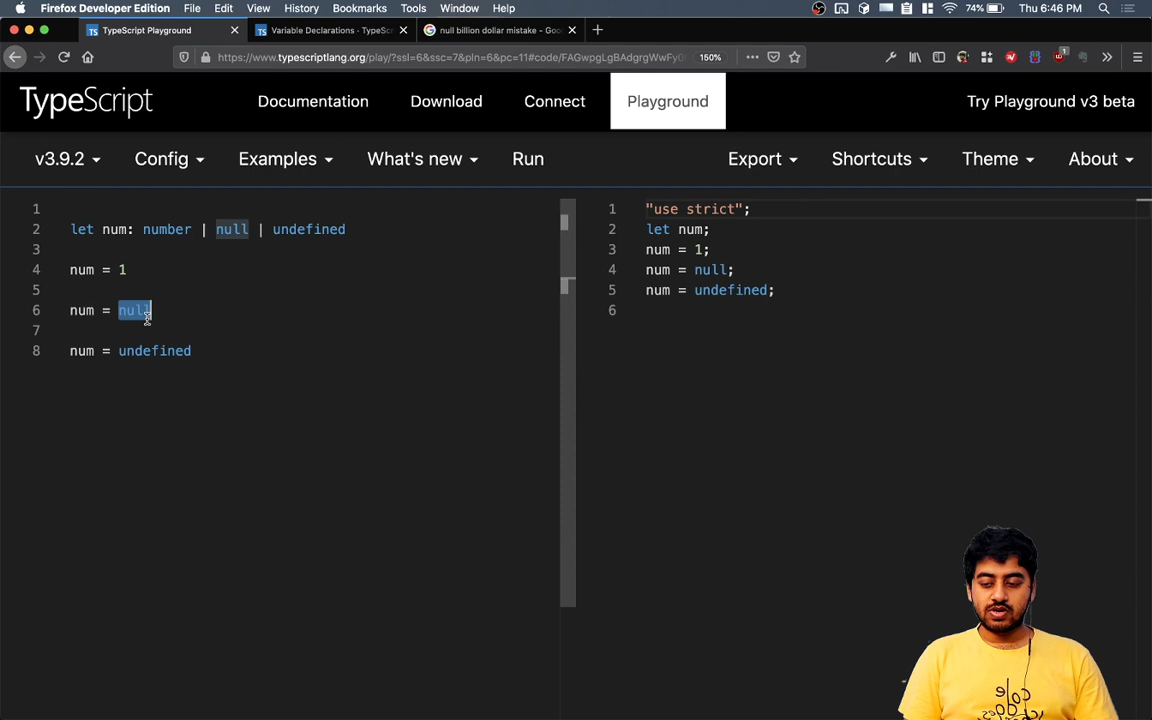 Firefox Developer Edition File Edit View History Bookmarks Tools Window Help 74% Thu 6:46 PM
TypeScript Playground Variable Declarations - TypeSc null billion dollar mistake - Goo
https://www.typescriptlang.org/play/?ssl=6&ssc=7&pln=6&pc=11#code/FAGwpgLgBAdgrgWwFy0 150%
TypeScript Documentation Download Connect Playground Try Playground v3 beta
v3.9.2 Config Examples What's new Run Export Shortcuts Theme About
1
2 let num: number | null | undefined
3
4 num = 1
5
6 num = null
7
8 num = undefined
1 "use strict";
2 let num;
3 num = 1;
4 num = null;
5 num = undefined;
6
code